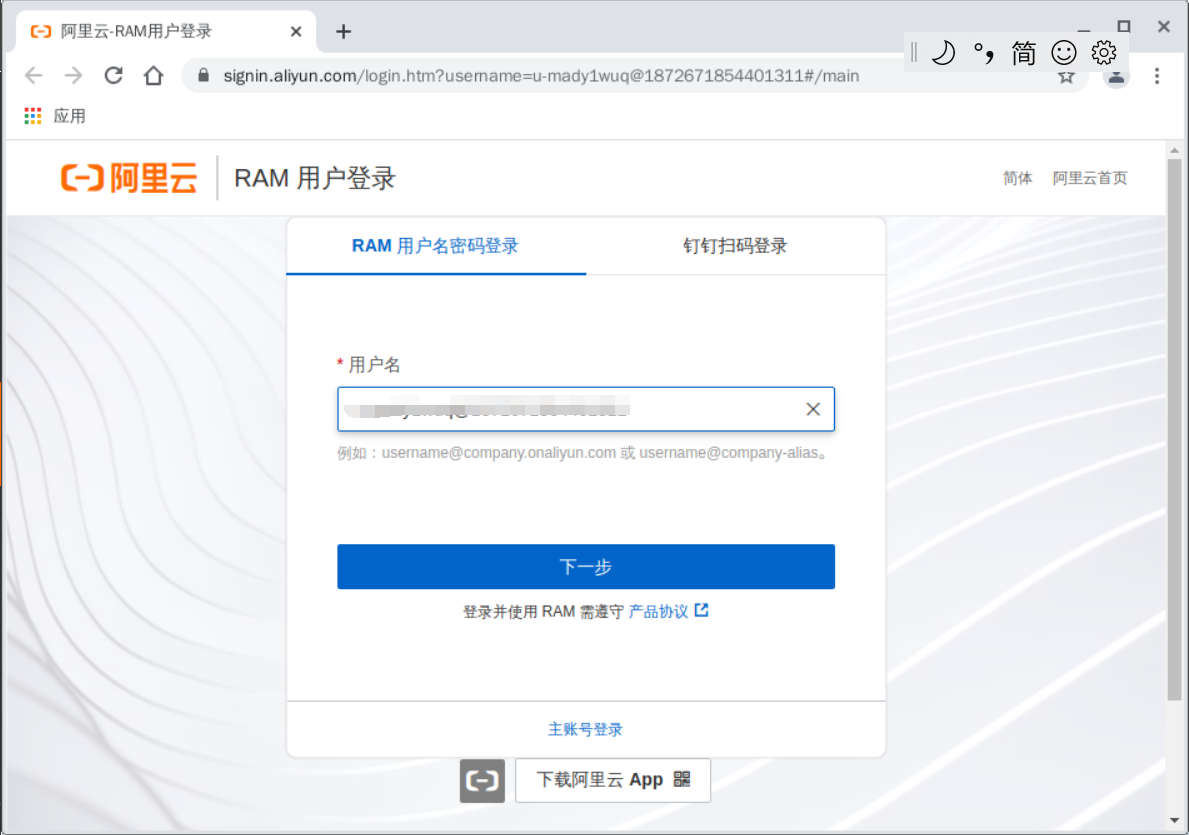 阿里云-RAM用户登录
signin.aliyun.com/login.htm?username=u-mady1wuq@1872671854401311#/main
简
应用
阿里云
RAM 用户登录
简体 阿里云首页
RAM 用户名密码登录
钉钉扫码登录
* 用户名
例如：username@company.onaliyun.com 或 username@company-alias。
下一步
登录并使用 RAM 需遵守 产品协议
主账号登录
下载阿里云 App